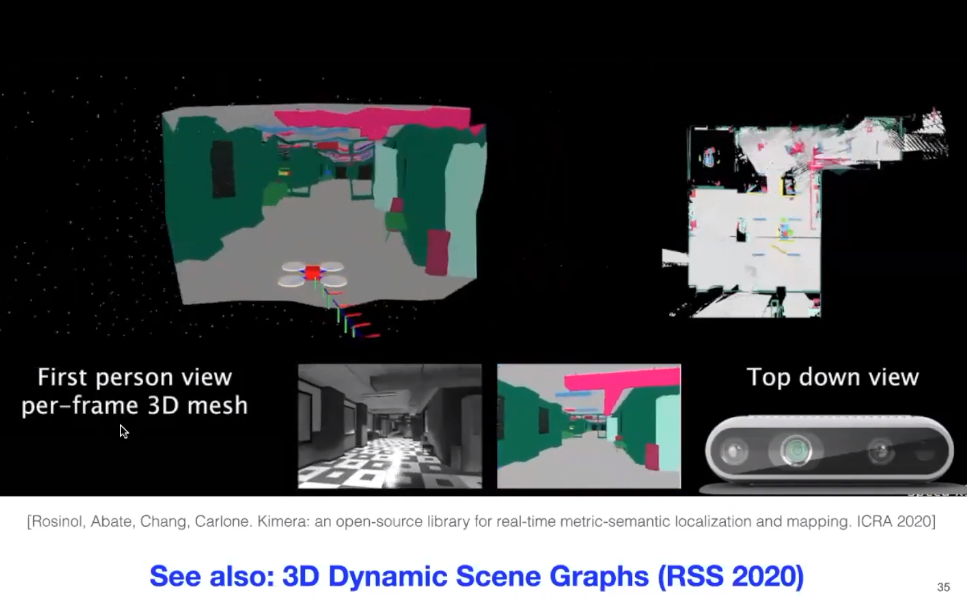 First person view
per-frame 3D mesh
Top down view
[Rosinol, Abate, Chang, Carlone. Kimera: an open-source library for real-time metric-semantic localization and mapping. ICRA 2020]
See also: 3D Dynamic Scene Graphs (RSS 2020)
35